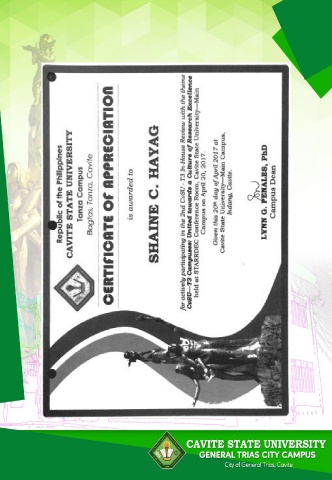 Republic of the Philippines
CAVITE STATE UNIVERSITY
Tanza Campus
Bagtas, Tanza, Cavite
CERTIFICATE OF APPRECIATION
is awarded to
SHAINE C. HAYAG
for actively participating in the 2nd CvSU - T3 In-House Review with the theme
CvSU—T3 Campuses: United towards a Culture of Research Excellence
held at STAARRDEC Conference Room, Cavite State University—Main
Campus on April 20, 2017.
Given this 20th day of April 2017 at
Cavite State University—Main Campus,
Indang, Cavite.
LYNN G. PEÑALES, PhD
Campus Dean
CAVITE STATE UNIVERSITY
GENERAL TRIAS CITY CAMPUS
City of General Trias, Cavite